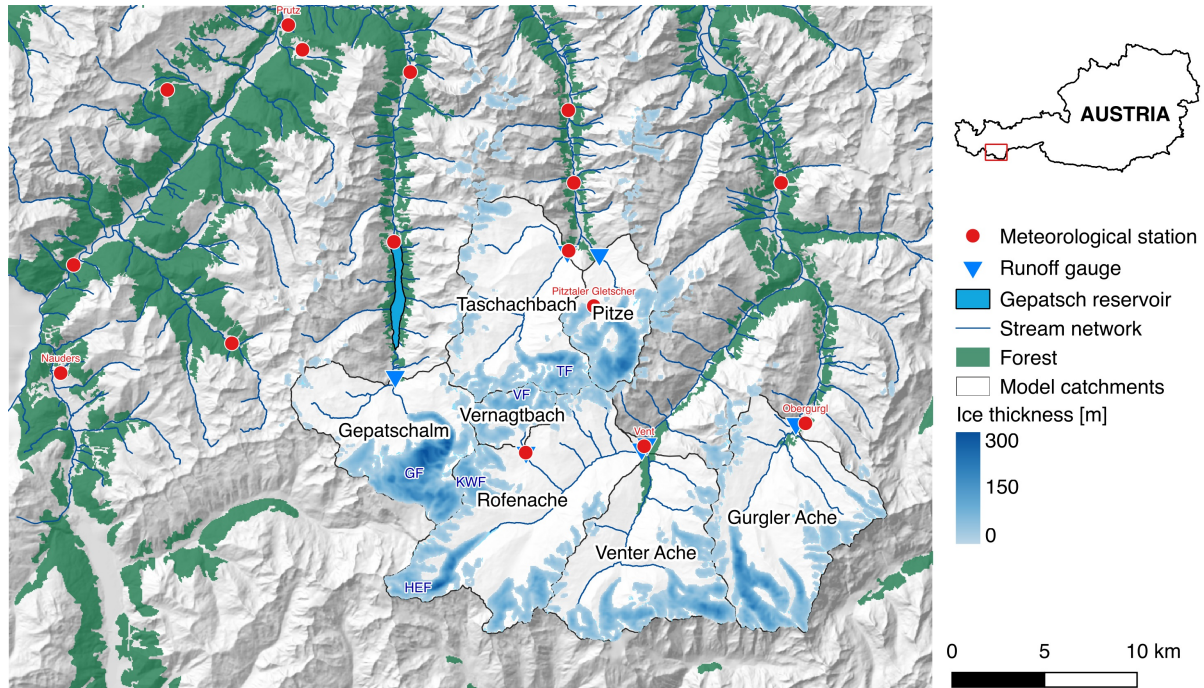 Prutz
Nauders
Taschachbach
Pitztaler Gletscher
Pitze
TF
VF
Vernagtbach
Gepatschalm
GF
KWF
Rofenache
HEF
Vent
Venter Ache
Obergurgl
Gurgler Ache
AUSTRIA
Meteorological station
Runoff gauge
Gepatsch reservoir
Stream network
Forest
Model catchments
Ice thickness [m]
300
150
0
0 5 10 km